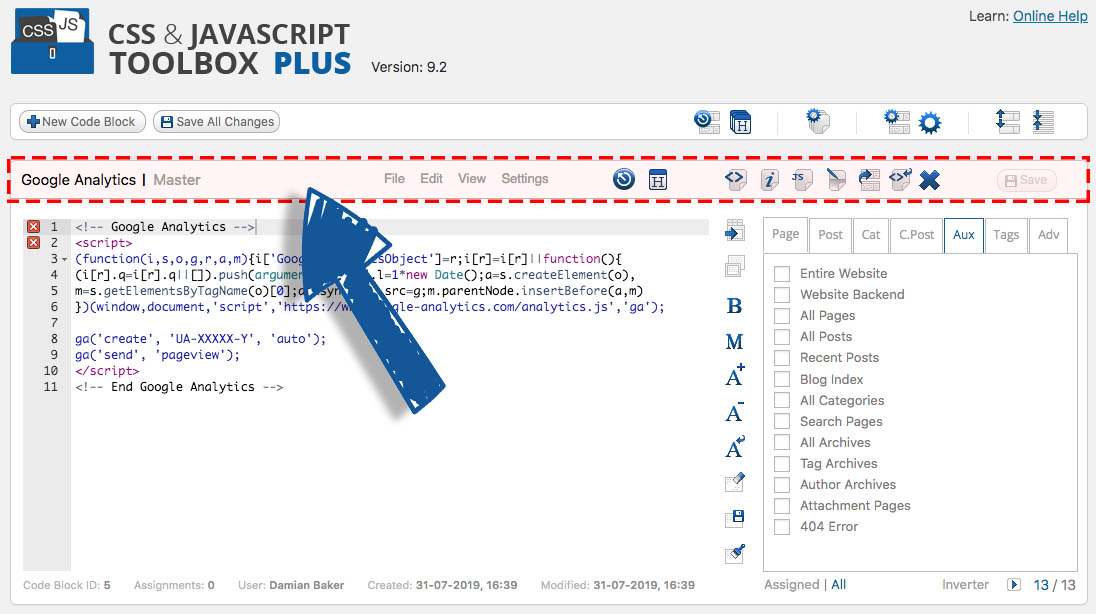 Learn: Online Help
CSS JS
CSS & JAVASCRIPT
TOOLBOX PLUS Version: 9.2
New Code Block Save All Changes
H
Google Analytics | Master File Edit View Settings H i JS Save
Page Post Cat C.Post Aux Tags Adv
1 <!-- Google Analytics -->
2 <script>
3 (function(i,s,o,g,r,a,m){i['Goog sObject']=r;i[r]=i[r]||function(){
4 (i[r].q=i[r].q||[]).push(argum .l=1*new Date();a=s.createElement(o),
5 m=s.getElementsByTagName(o)[0];a. syn .src=g;m.parentNode.insertBefore(a,m)
6 })(window,document,'script','https://w gle-analytics.com/analytics.js','ga');
7
8 ga('create', 'UA-XXXXX-Y', 'auto');
9 ga('send', 'pageview');
10 </script>
11 <!-- End Google Analytics -->
B
M
A+
A-
A
Entire Website
Website Backend
All Pages
All Posts
Recent Posts
Blog Index
All Categories
Search Pages
All Archives
Tag Archives
Author Archives
Attachment Pages
404 Error
Code Block ID: 5 Assignments: 0 User: Damian Baker Created: 31-07-2019, 16:39 Modified: 31-07-2019, 16:39
Assigned | All Inverter 13 / 13